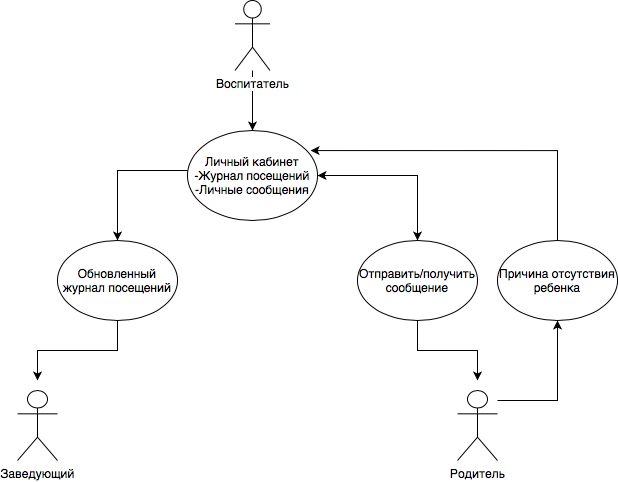 Воспитатель
Личный кабинет
-Журнал посещений
-Личные сообщения
Обновленный
журнал посещений
Отправить/получить
сообщение
Причина отсутствия
ребенка
Заведующий
Родитель